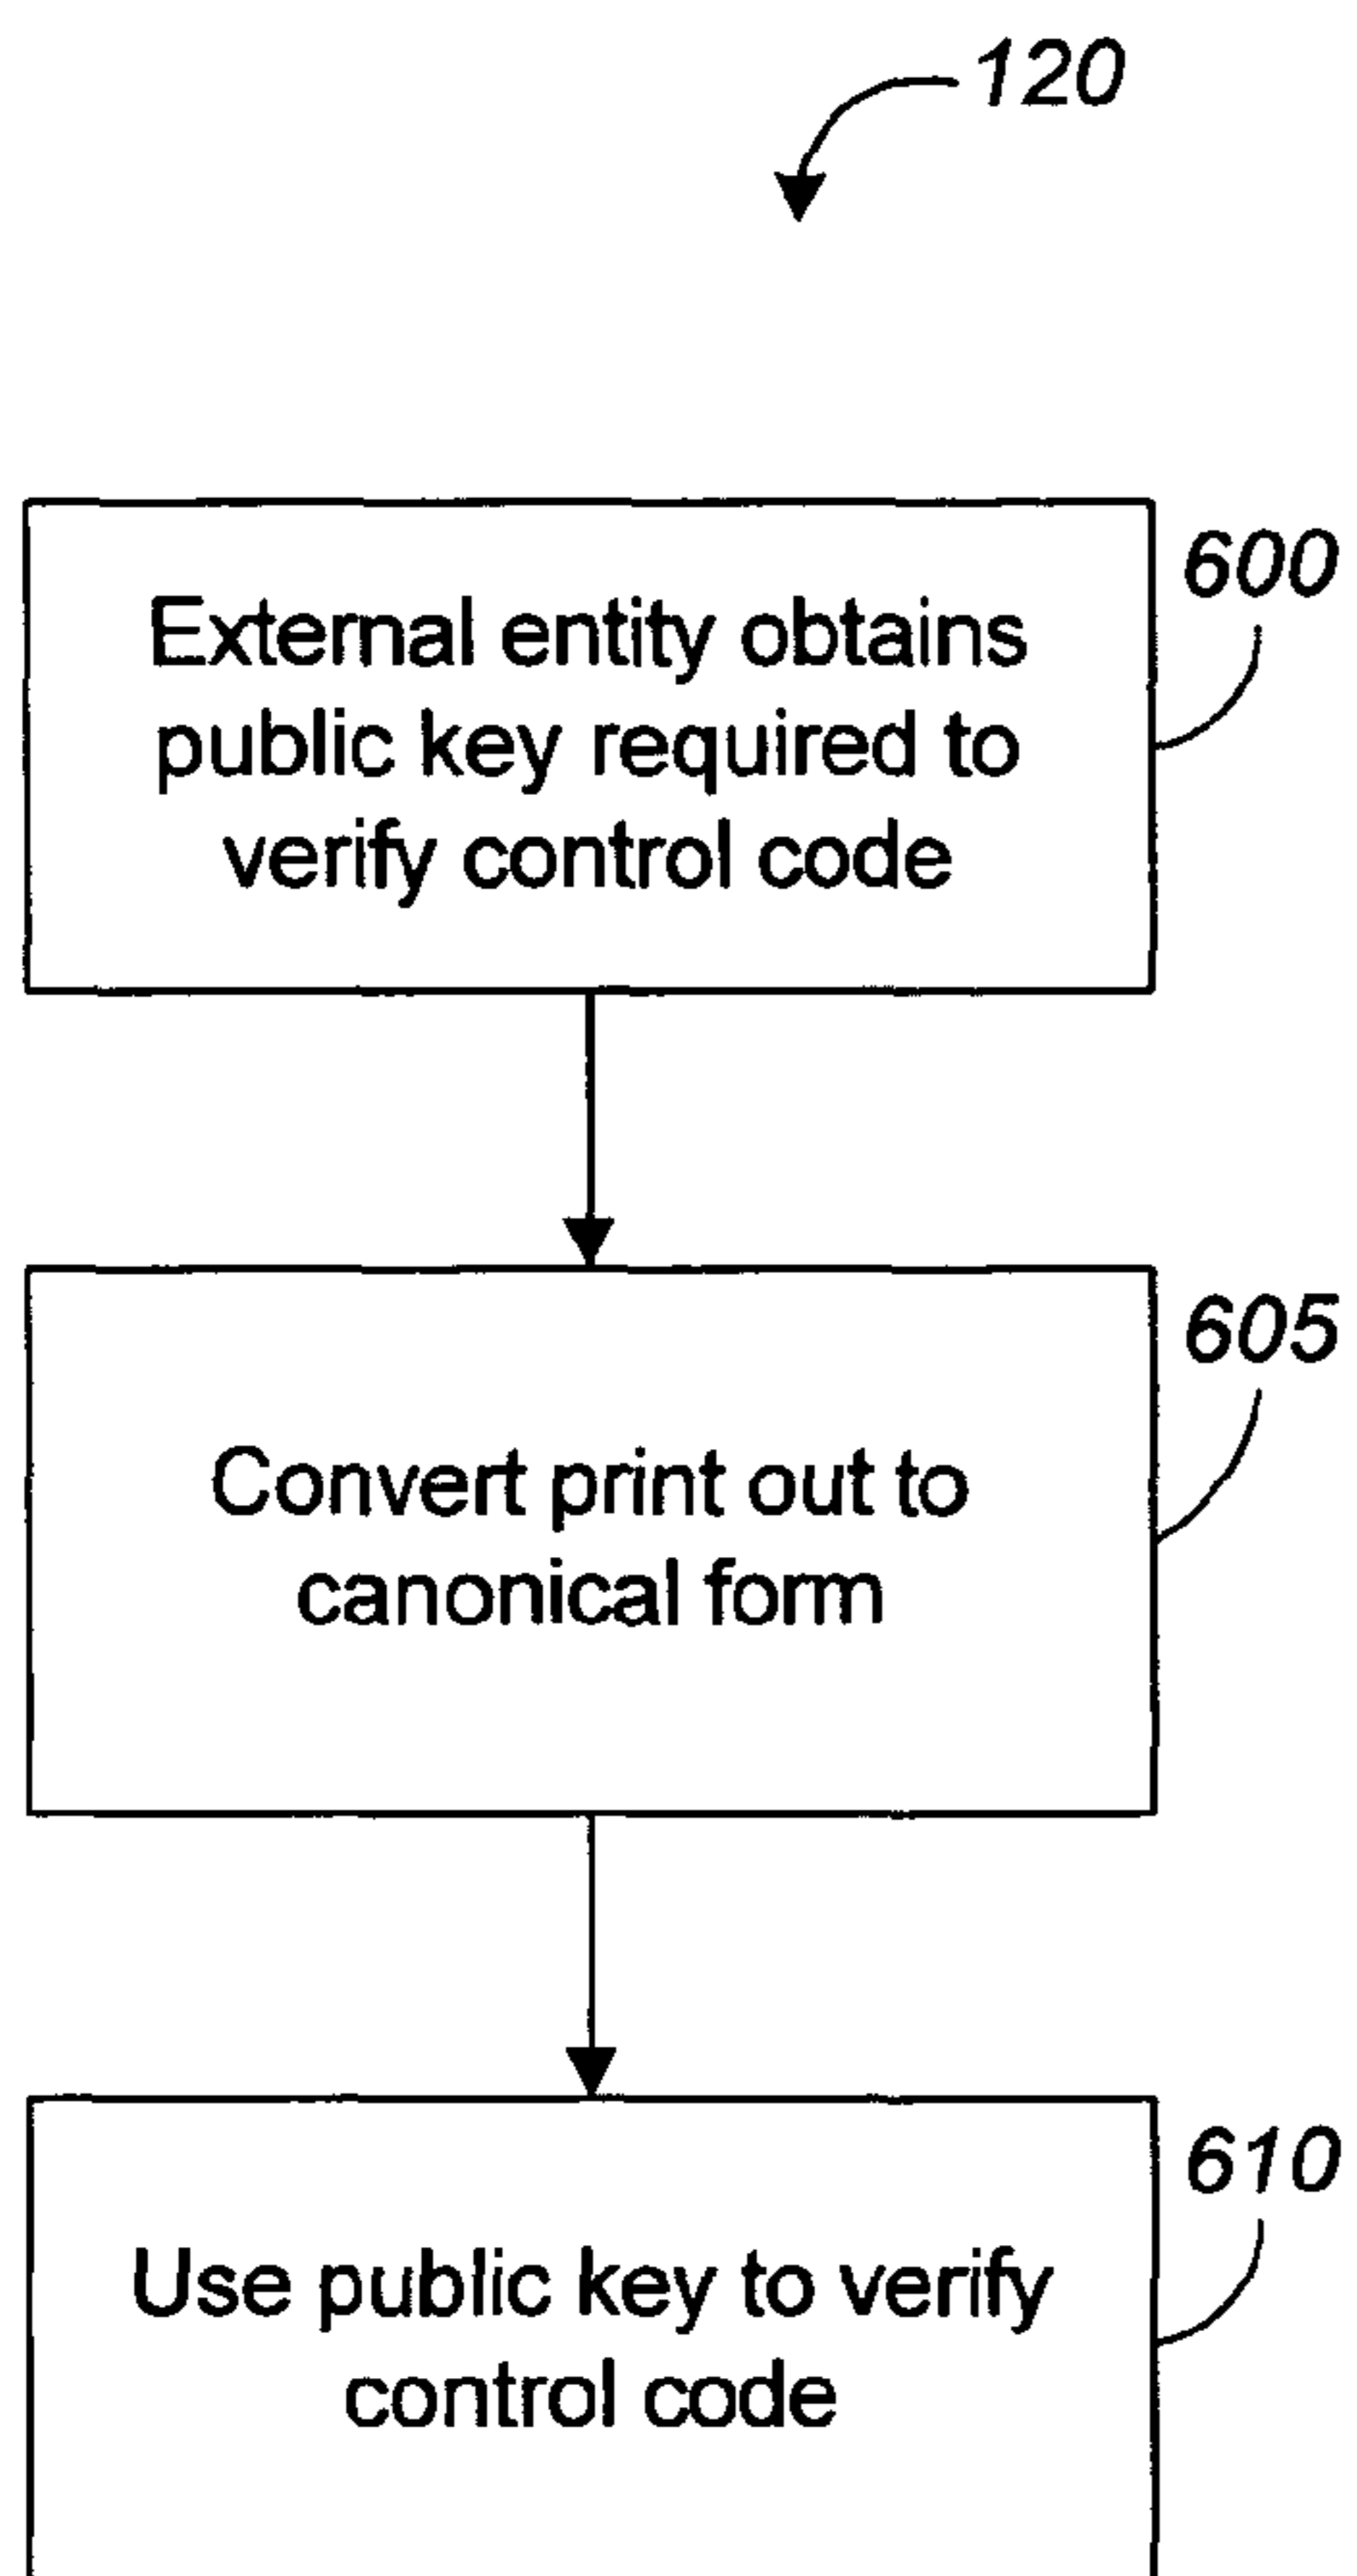 120
External entity obtains
public key required to
verify control code
600
Convert print out to
canonical form
605
Use public key to verify
control code
610